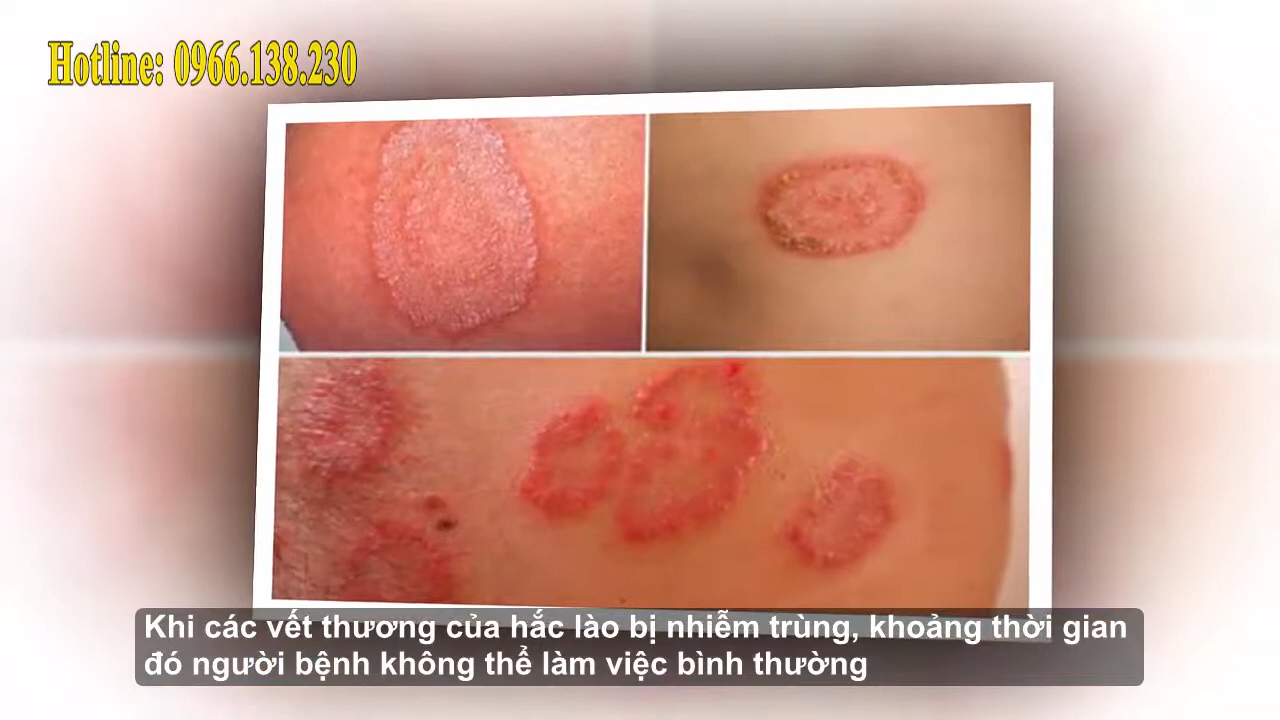 Hotline: 0966.138.230
Khi các vết thương của hắc lào bị nhiễm trùng, khoảng thời gian
đó người bệnh không thể làm việc bình thường